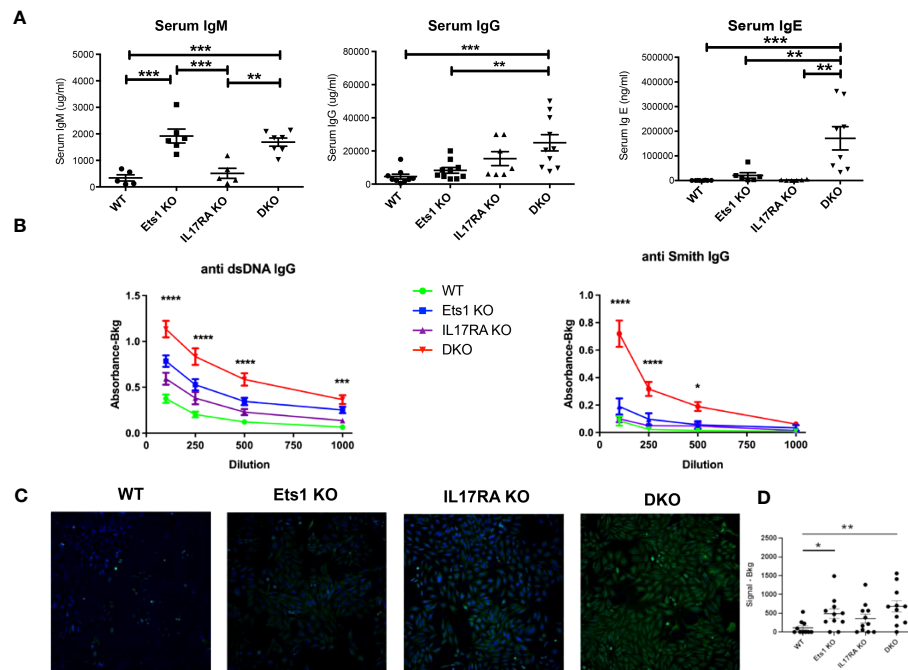 A
Serum IgM
Serum IgG
Serum IgE
***
***
***
**
***
**
***
**
**
Serum IgM (ug/ml)
5000
4000
3000
2000
1000
0
WT
Ets1 KO
IL17RA KO
DKO
Serum IgG (ug/ml)
80000
60000
40000
20000
0
WT
Ets1 KO
IL17RA KO
DKO
Serum Ig E (ng/ml)
500000
400000
300000
200000
100000
0
WT
Ets1 KO
IL17RA KO
DKO
B
anti dsDNA IgG
Absorbance-Bkg
1.5
1.0
0.5
0.0
****
****
****
***
0
250
500
750
1000
Dilution
WT
Ets1 KO
IL17RA KO
DKO
anti Smith IgG
Absorbance-Bkg
1.0
0.8
0.6
0.4
0.2
0.0
****
****
*
0
250
500
750
1000
Dilution
C
WT
Ets1 KO
IL17RA KO
DKO
D
**
*
Signal - Bkg
2500
2000
1500
1000
500
0
WT
Ets1 KO
IL17RA KO
DKO